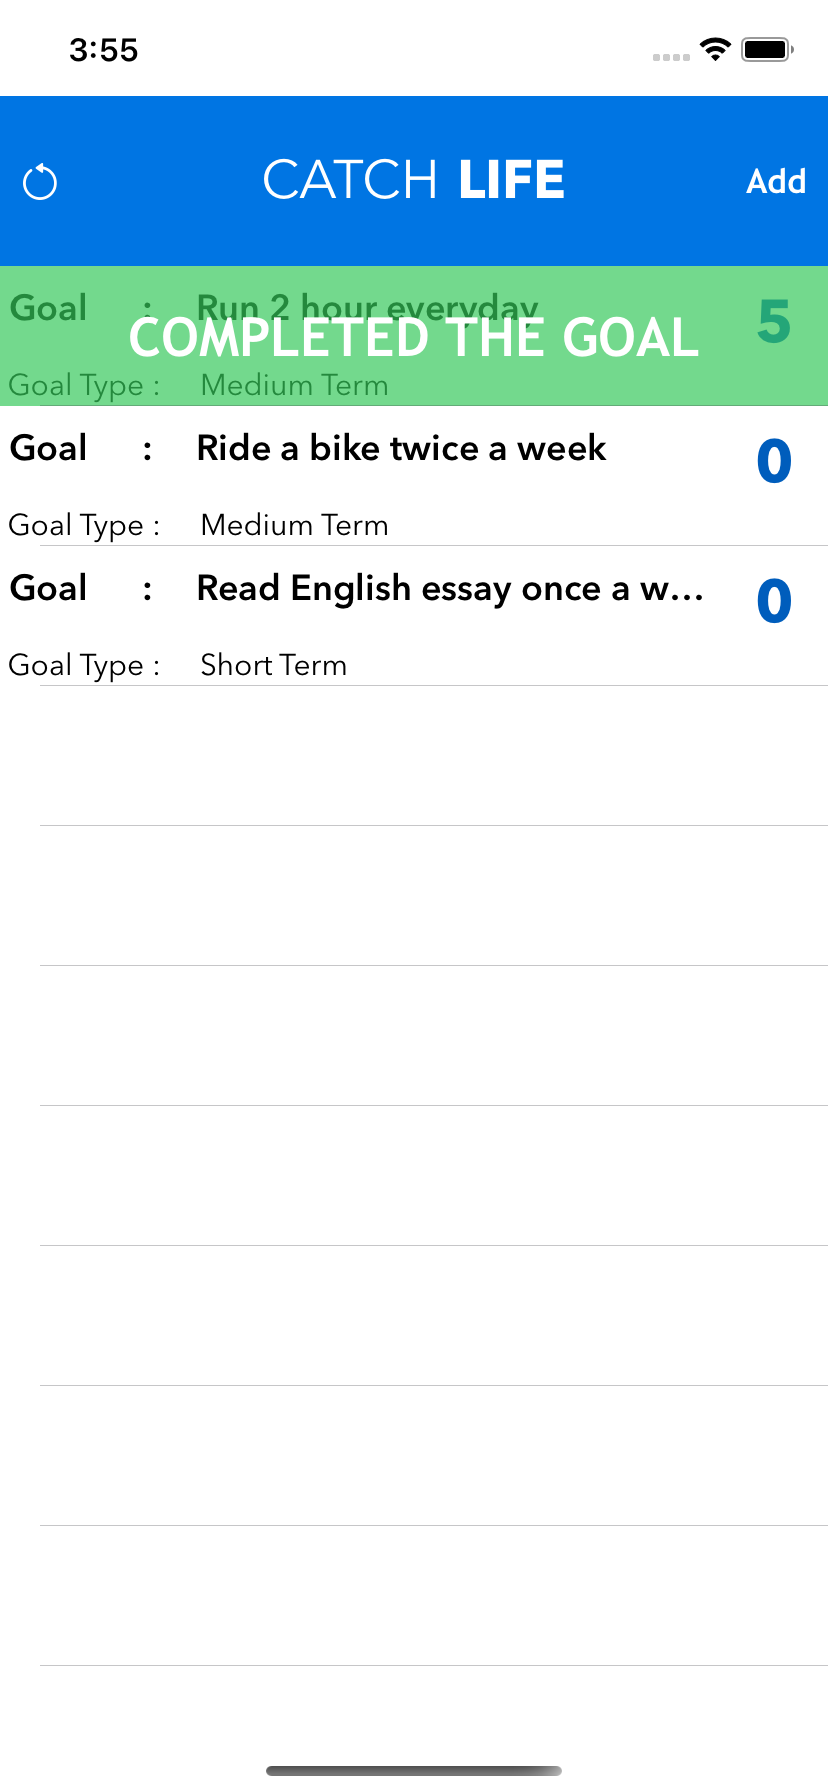 3:55
CATCH LIFE
Add
Goal : Run 2 hour everyday
5
COMPLETED THE GOAL
Goal Type : Medium Term
Goal : Ride a bike twice a week
0
Goal Type : Medium Term
Goal : Read English essay once a w...
0
Goal Type : Short Term